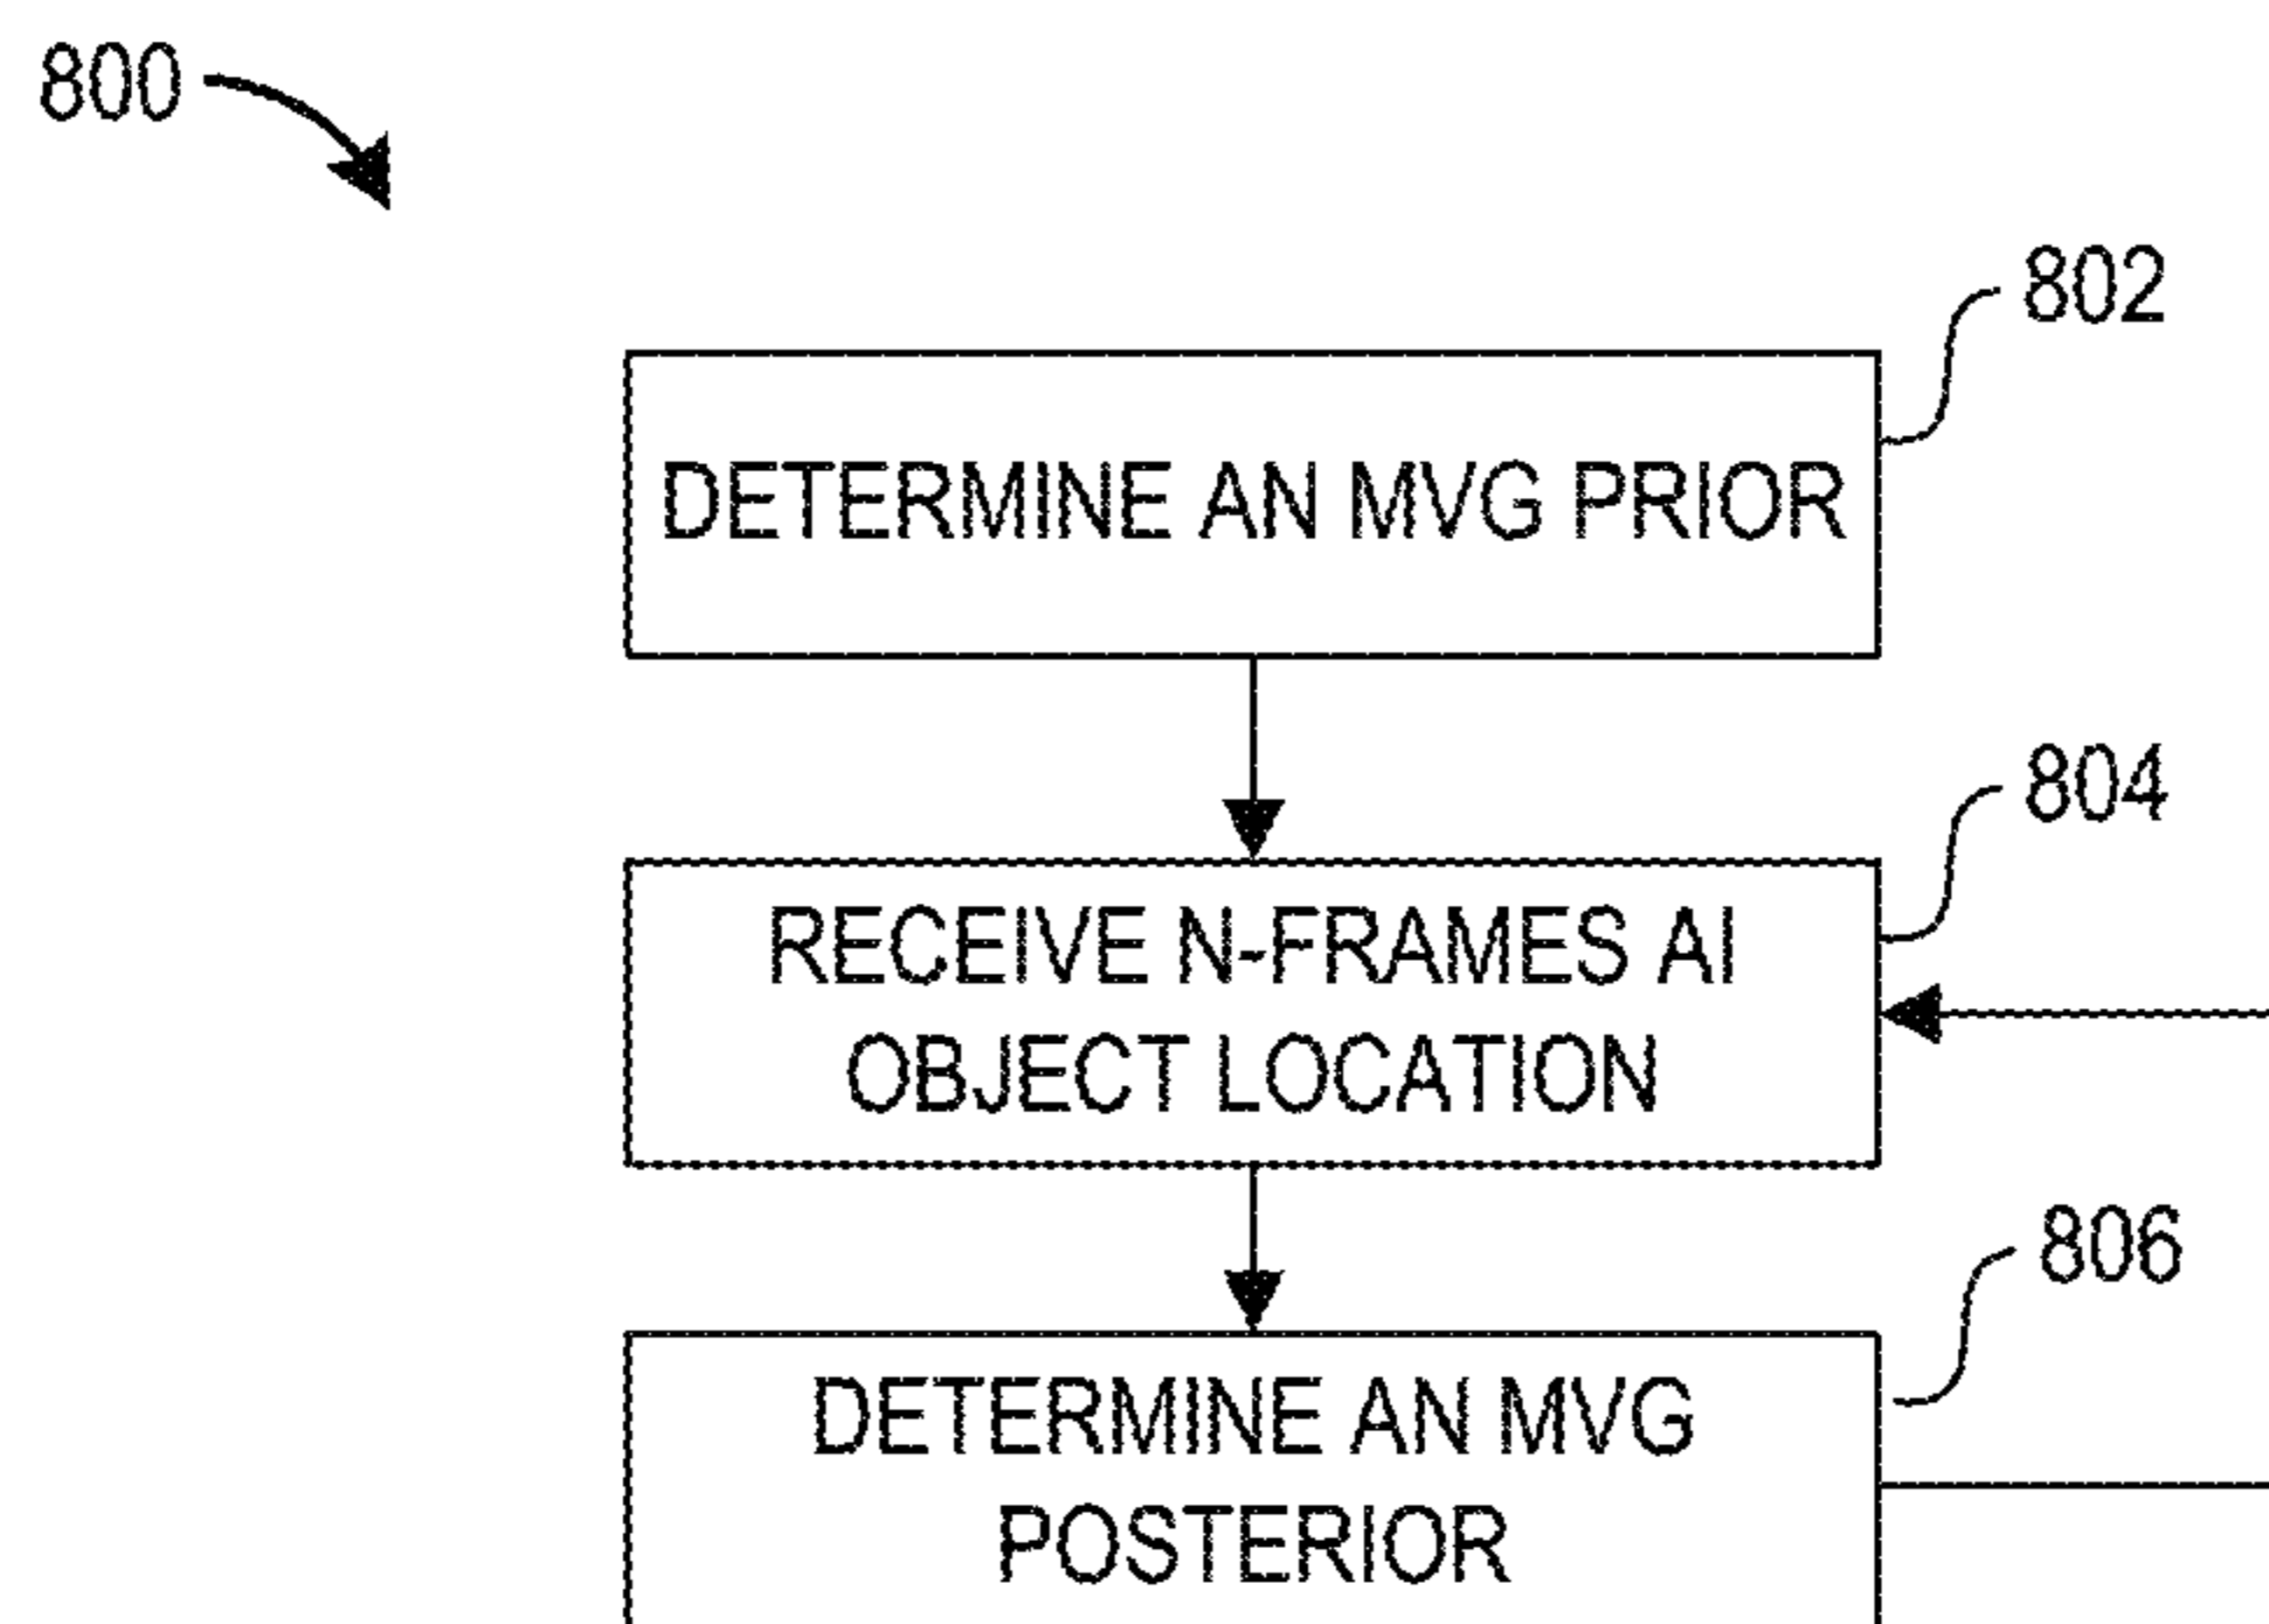 800
802
DETERMINE AN MVG PRIOR
804
RECEIVE N-FRAMES AI
OBJECT LOCATION
806
DETERMINE AN MVG
POSTERIOR